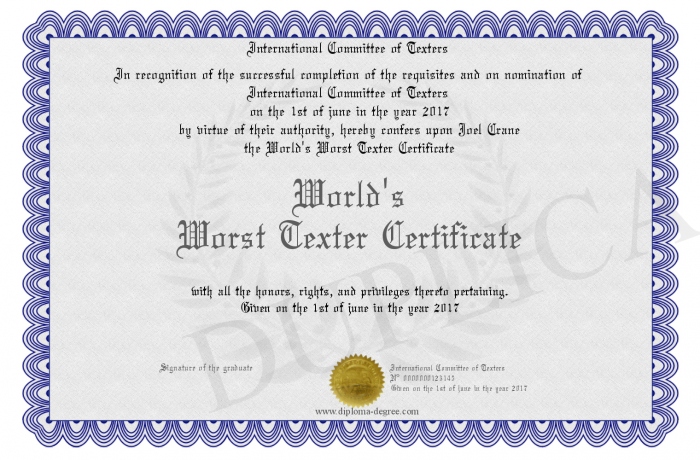 International Committee of Texters
In recognition of the successful completion of the requisites and on nomination of
International Committee of Texters
on the 1st of june in the year 2017
by virtue of their authority, hereby confers upon Joel Crane
the World's Worst Texter Certificate
World's
Worst Texter Certificate
DUPLICA
with all the honors, rights, and privileges thereto pertaining.
Given on the 1st of june in the year 2017
Signature of the graduate
International Committee of Texters
Given on the 1st of june in the year 2017
www.diploma-degree.com